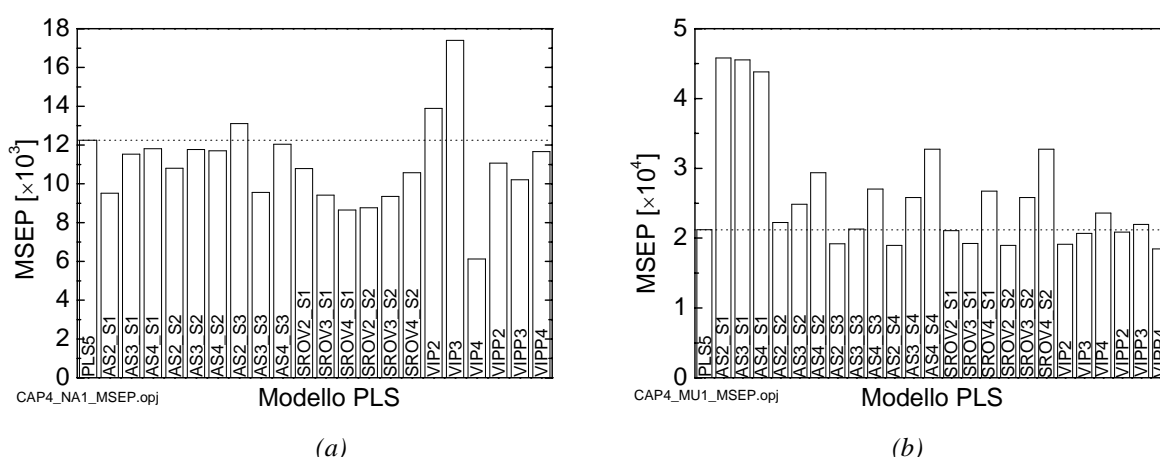 18
16
14
12
10
8
6
4
2
0
MSEP [×10³]
PLS5
AS2_S1
AS3_S1
AS4_S1
AS2_S2
AS3_S2
AS4_S2
AS2_S3
AS3_S3
AS4_S3
SROV2_S1
SROV3_S1
SROV4_S1
SROV2_S2
SROV3_S2
SROV4_S2
VIP2
VIP3
VIP4
VIPP2
VIPP3
VIPP4
CAP4_NA1_MSEP.opj
Modello PLS
(a)
5
4
3
2
1
0
MSEP [×10⁴]
PLS5
AS2_S1
AS3_S1
AS4_S1
AS2_S2
AS3_S2
AS4_S2
AS2_S3
AS3_S3
AS4_S3
AS2_S4
AS3_S4
AS4_S4
SROV2_S1
SROV3_S1
SROV4_S1
SROV2_S2
SROV3_S2
SROV4_S2
VIP2
VIP3
VIP4
VIPP2
VIPP3
VIPP4
CAP4_MU1_MSEP.opj
Modello PLS
(b)